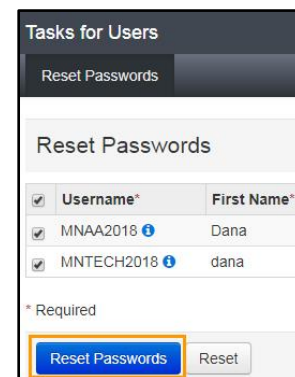 Tasks for Users
Reset Passwords
Reset Passwords
Username* First Name*
MNAA2018 Dana
MNTECH2018 dana
* Required
Reset Passwords Reset